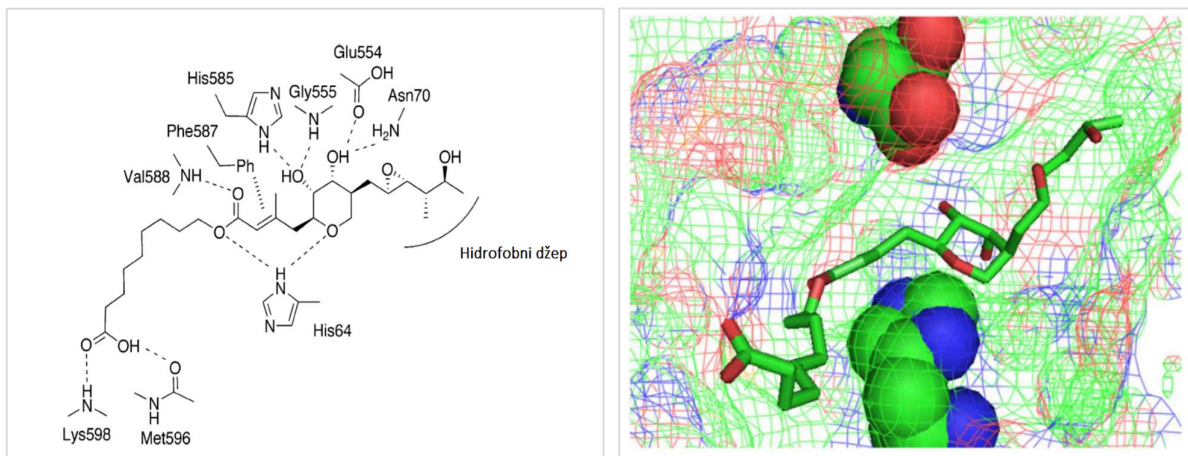 Glu554
His585
Gly555
Asn70
Phe587
Val588
N
N
H
N
H
OH
O
H₂N
Ph
NH
HO
OH
O
OH
O
O
O
H
N
N
His64
Hidrofobni džep
O
OH
O
H
N
N
H
Lys598
Met596